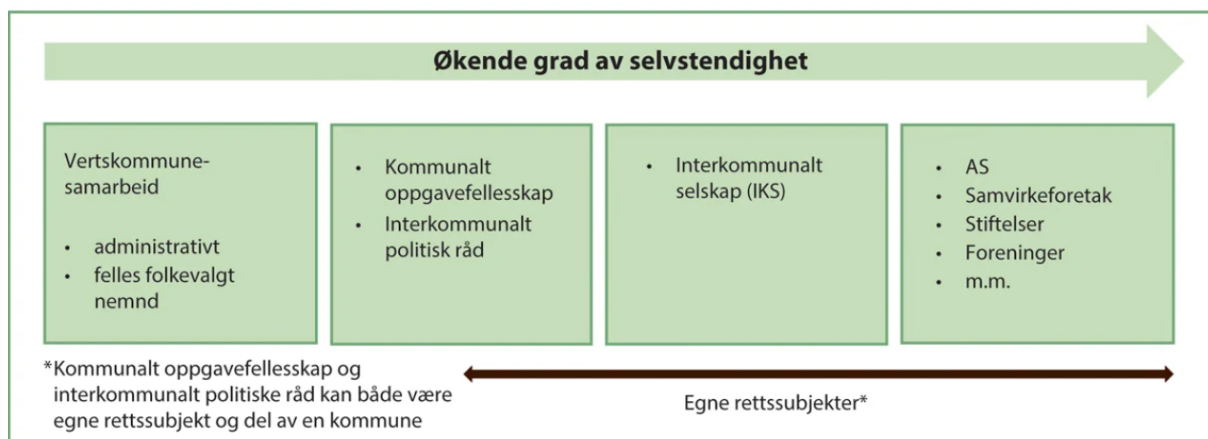 Økende grad av selvstendighet
Vertskommune-
samarbeid
• administrativt
• felles folkevalgt
nemnd
• Kommunalt
oppgavefellesskap
• Interkommunalt
politisk råd
• Interkommunalt
selskap (IKS)
• AS
• Samvirkeforetak
• Stiftelser
• Foreninger
• m.m.
*Kommunalt oppgavefellesskap og
interkommunalt politiske råd kan både være
egne rettssubjekt og del av en kommune
Egne rettssubjekter*